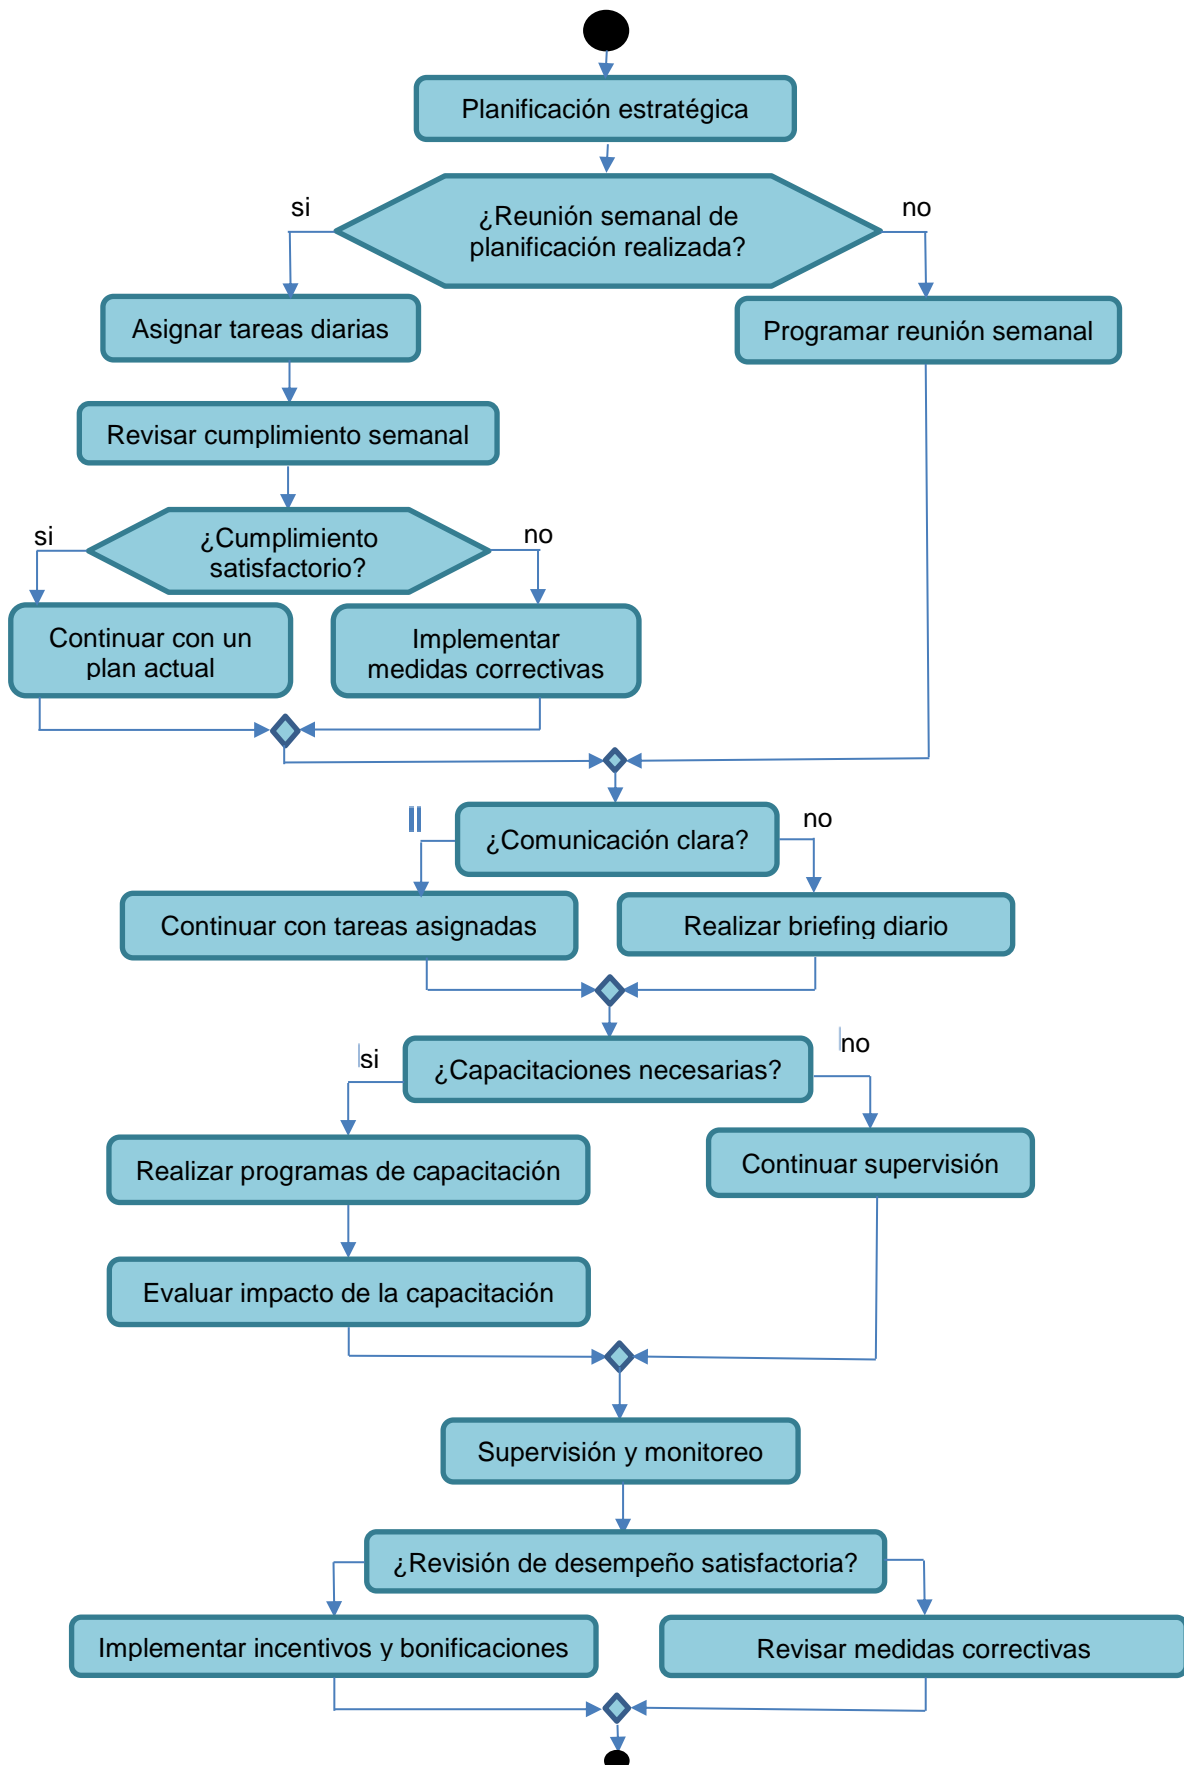 Planificación estratégica
si
¿Reunión semanal de
planificación realizada?
no
Asignar tareas diarias
Programar reunión semanal
Revisar cumplimiento semanal
si
¿Cumplimiento
satisfactorio?
no
Continuar con un
plan actual
Implementar
medidas correctivas
¿Comunicación clara?
no
Continuar con tareas asignadas
Realizar briefing diario
si
¿Capacitaciones necesarias?
no
Realizar programas de capacitación
Continuar supervisión
Evaluar impacto de la capacitación
Supervisión y monitoreo
¿Revisión de desempeño satisfactoria?
Implementar incentivos y bonificaciones
Revisar medidas correctivas